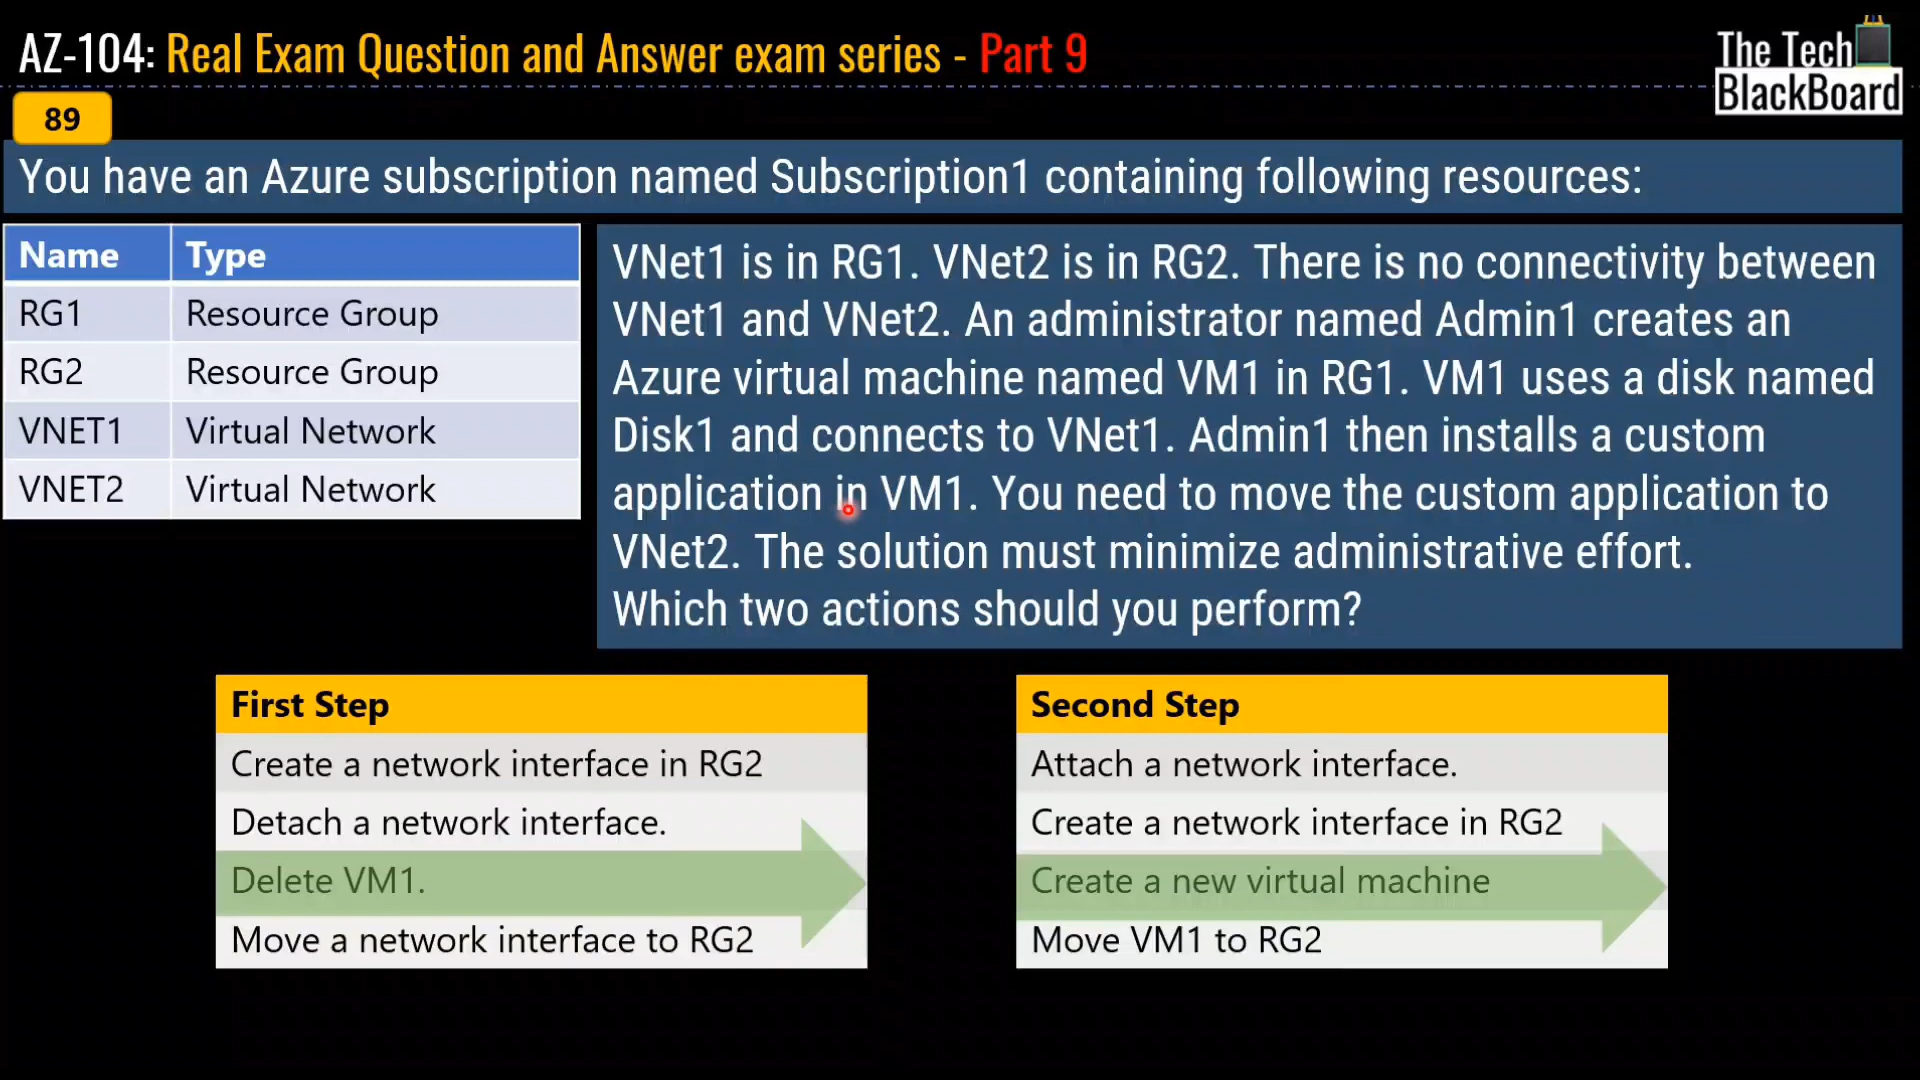 AZ-104: Real Exam Question and Answer exam series - Part 9
The Tech
BlackBoard
89
You have an Azure subscription named Subscription1 containing following resources:
Name Type
RG1 Resource Group
RG2 Resource Group
VNET1 Virtual Network
VNET2 Virtual Network
VNet1 is in RG1. VNet2 is in RG2. There is no connectivity between
VNet1 and VNet2. An administrator named Admin1 creates an
Azure virtual machine named VM1 in RG1. VM1 uses a disk named
Disk1 and connects to VNet1. Admin1 then installs a custom
application in VM1. You need to move the custom application to
VNet2. The solution must minimize administrative effort.
Which two actions should you perform?
First Step
Create a network interface in RG2
Detach a network interface.
Delete VM1.
Move a network interface to RG2
Second Step
Attach a network interface.
Create a network interface in RG2
Create a new virtual machine
Move VM1 to RG2